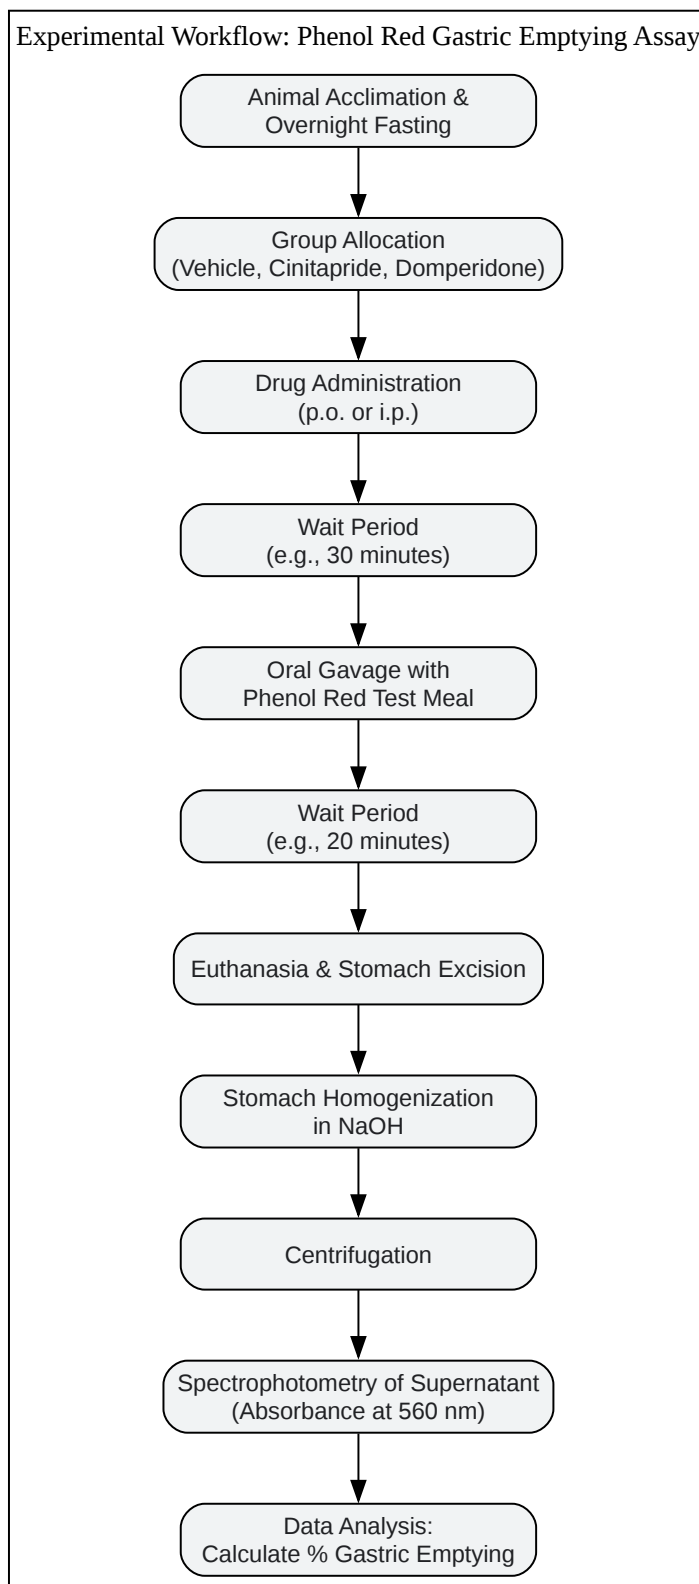 Experimental Workflow: Phenol Red Gastric Emptying Assay
Animal Acclimation &
Overnight Fasting
Group Allocation
(Vehicle, Cinitapride, Domperidone)
Drug Administration
(p.o. or i.p.)
Wait Period
(e.g., 30 minutes)
Oral Gavage with
Phenol Red Test Meal
Wait Period
(e.g., 20 minutes)
Euthanasia & Stomach Excision
Stomach Homogenization
in NaOH
Centrifugation
Spectrophotometry of Supernatant
(Absorbance at 560 nm)
Data Analysis:
Calculate % Gastric Emptying